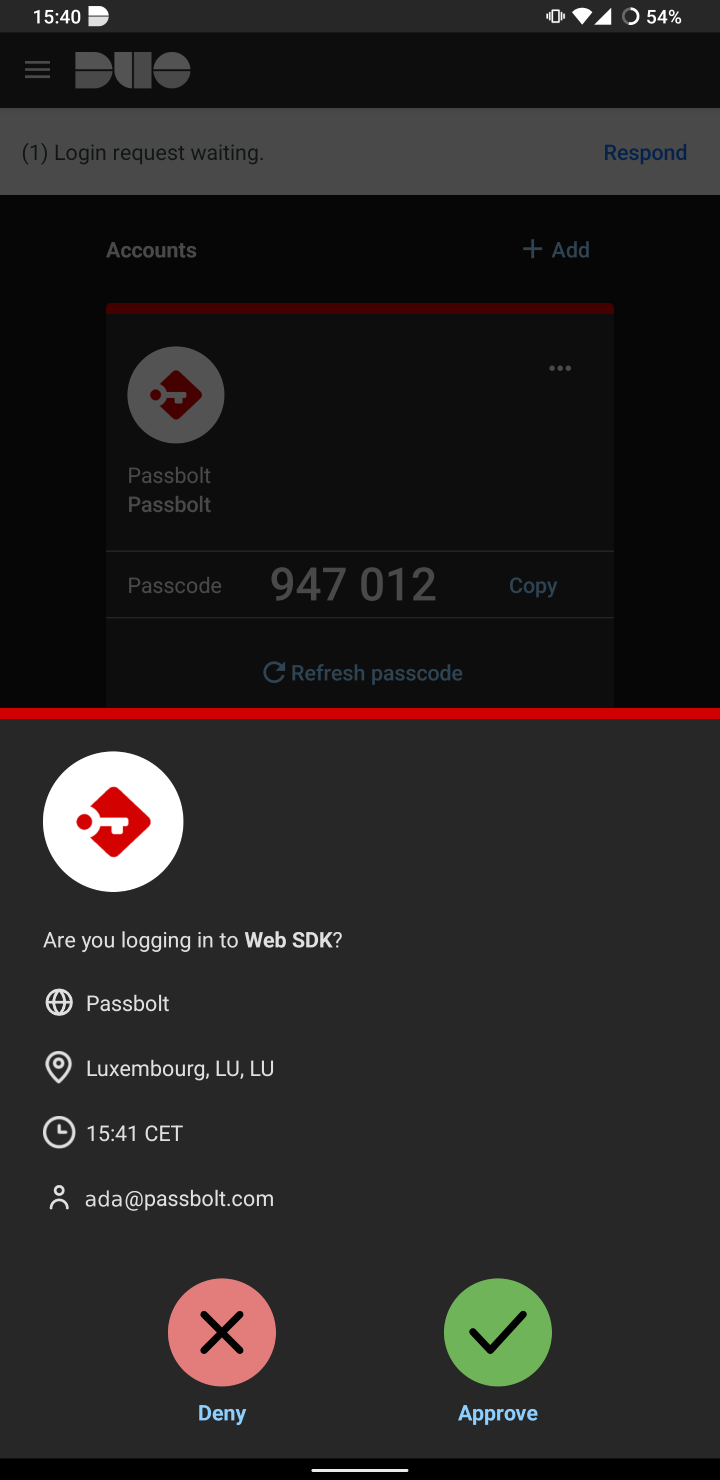 15:40 54%
DUO
(1) Login request waiting. Respond
Accounts + Add
Passbolt
Passbolt
Passcode 947 012 Copy
Refresh passcode
Are you logging in to Web SDK?
Passbolt
Luxembourg, LU, LU
15:41 CET
ada@passbolt.com
Deny Approve